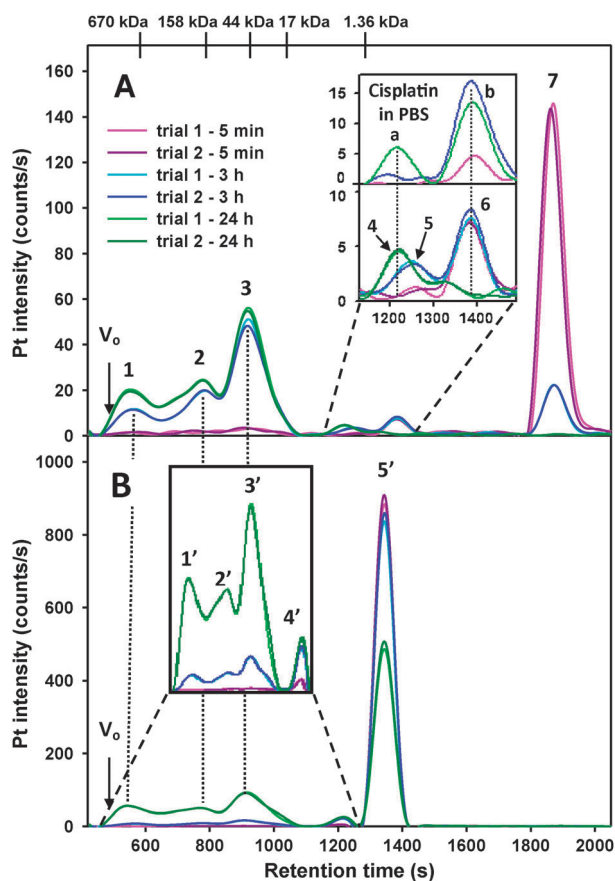 670 kDa 158 kDa 44 kDa 17 kDa 1.36 kDa
A
Pt intensity (counts/s)
160
140
120
100
80
60
40
20
0
trial 1 - 5 min
trial 2 - 5 min
trial 1 - 3 h
trial 2 - 3 h
trial 1 - 24 h
trial 2 - 24 h
Vo
1
2
3
Cisplatin
in PBS
a
b
15
10
5
0
4
5
6
10
5
0
1200 1300 1400
7
B
Pt intensity (counts/s)
1000
800
600
400
200
0
Vo
1’
2’
3’
4’
5’
600 800 1000 1200 1400 1600 1800 2000
Retention time (s)